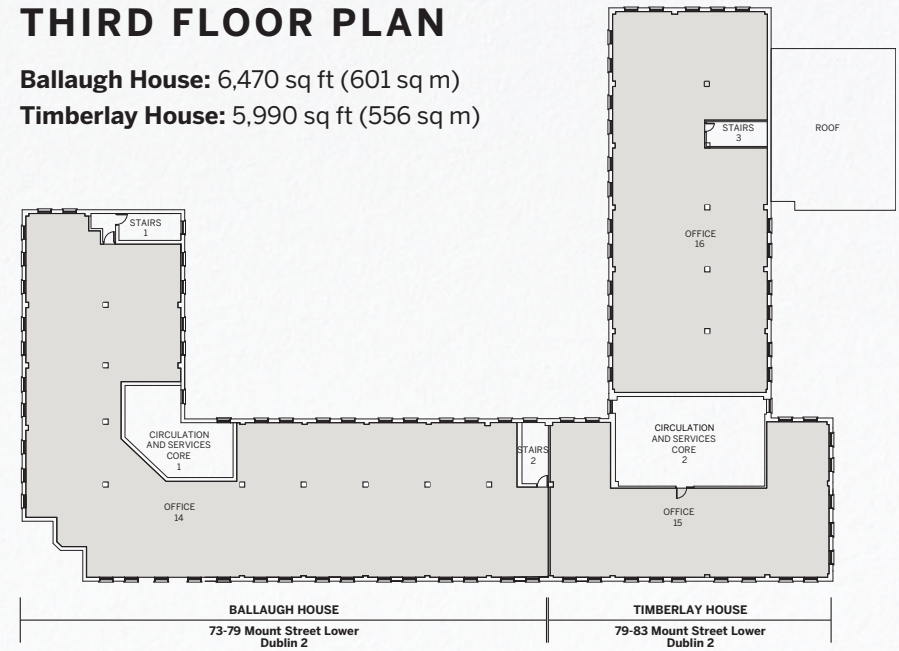 THIRD FLOOR PLAN
Ballaugh House: 6,470 sq ft (601 sq m)
Timberlay House: 5,990 sq ft (556 sq m)
STAIRS
3
ROOF
STAIRS
1
OFFICE
16
CIRCULATION
AND SERVICES
CORE
1
STAIRS
2
CIRCULATION
AND SERVICES
CORE
2
OFFICE
14
OFFICE
15
BALLAUGH HOUSE
73-79 Mount Street Lower
Dublin 2
TIMBERLAY HOUSE
79-83 Mount Street Lower
Dublin 2